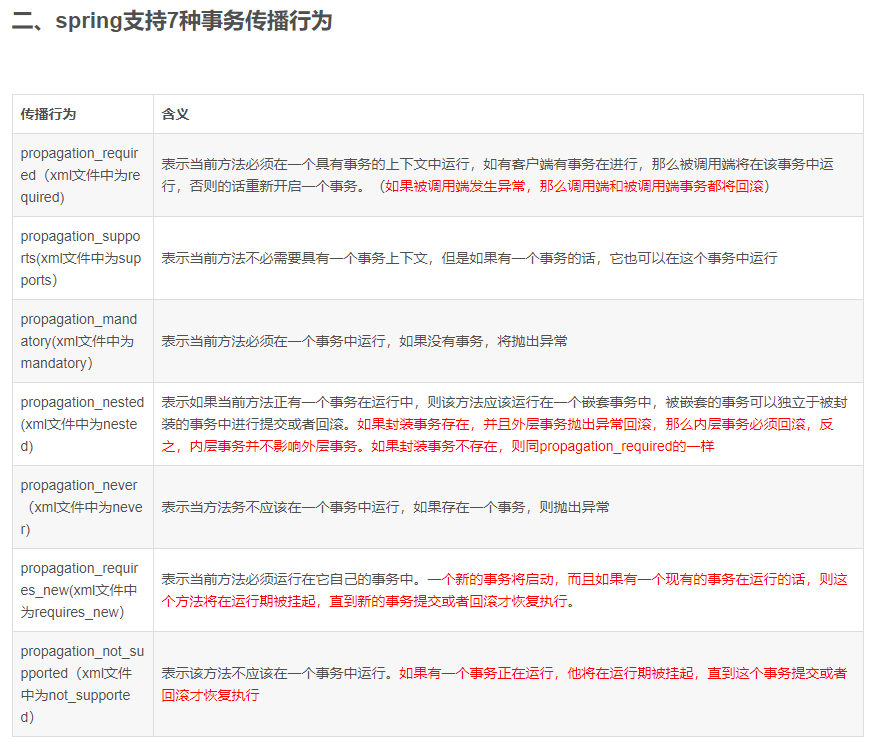 二、spring支持7种事务传播行为
传播行为
含义
propagation_requir
ed（xml文件中为re
quired)
表示当前方法必须在一个具有事务的上下文中运行，如有客户端有事务在进行，那么被调用端将在该事务中运
行，否则的话重新开启一个事务。（如果被调用端发生异常，那么调用端和被调用端事务都将回滚）
propagation_suppo
rts(xml文件中为sup
ports）
表示当前方法不必需要具有一个事务上下文，但是如果有一个事务的话，它也可以在这个事务中运行
propagation_mand
atory(xml文件中为
mandatory）
表示当前方法必须在一个事务中运行，如果没有事务，将抛出异常
propagation_nested
(xml文件中为neste
d)
表示如果当前方法正有一个事务在运行中，则该方法应该运行在一个嵌套事务中，被嵌套的事务可以独立于被封
装的事务中进行提交或者回滚。如果封装事务存在，并且外层事务抛出异常回滚，那么内层事务必须回滚，反
之，内层事务并不影响外层事务。如果封装事务不存在，则同propagation_required的一样
propagation_never
（xml文件中为neve
r)
表示当方法务不应该在一个事务中运行，如果存在一个事务，则抛出异常
propagation_requir
es_new(xml文件中
为requires_new）
表示当前方法必须运行在它自己的事务中。一个新的事务将启动，而且如果有一个现有的事务在运行的话，则这
个方法将在运行期被挂起，直到新的事务提交或者回滚才恢复执行。
propagation_not_su
pported（xml文件
中为not_supporte
d）
表示该方法不应该在一个事务中运行。如果有一个事务正在运行，他将在运行期被挂起，直到这个事务提交或者
回滚才恢复执行